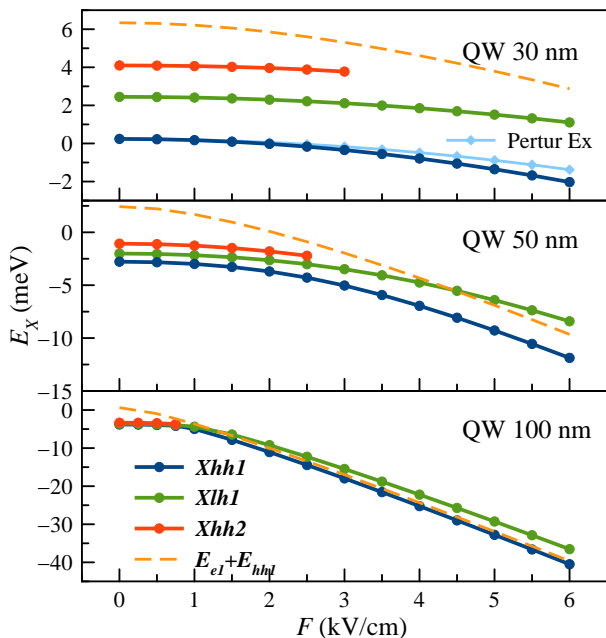 6
4
2
0
−2
QW 30 nm
Pertur Ex
0
−5
−10
−15
QW 50 nm
E_X (meV)
0
−10
−20
−30
−40
QW 100 nm
Xhh1
Xlh1
Xhh2
E_e1+E_hh1
0 1 2 3 4 5 6
F (kV/cm)